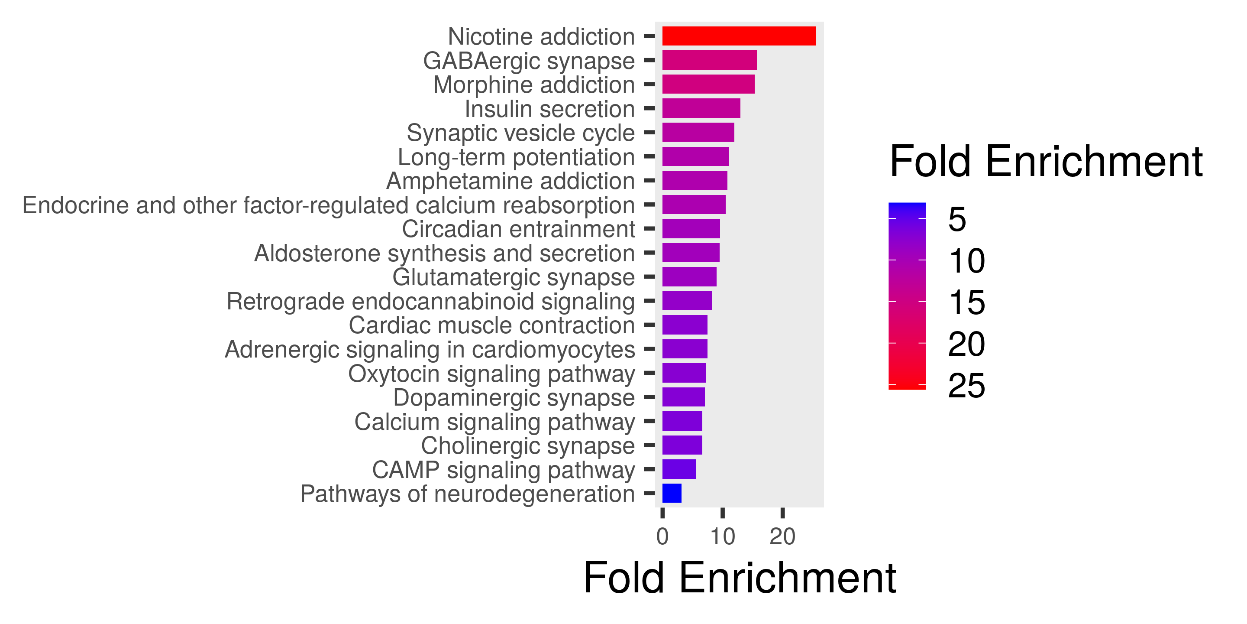 Nicotine addiction
GABAergic synapse
Morphine addiction
Insulin secretion
Synaptic vesicle cycle
Long-term potentiation
Amphetamine addiction
Endocrine and other factor-regulated calcium reabsorption
Circadian entrainment
Aldosterone synthesis and secretion
Glutamatergic synapse
Retrograde endocannabinoid signaling
Cardiac muscle contraction
Adrenergic signaling in cardiomyocytes
Oxytocin signaling pathway
Dopaminergic synapse
Calcium signaling pathway
Cholinergic synapse
CAMP signaling pathway
Pathways of neurodegeneration
0 10 20
Fold Enrichment
Fold Enrichment
5
10
15
20
25